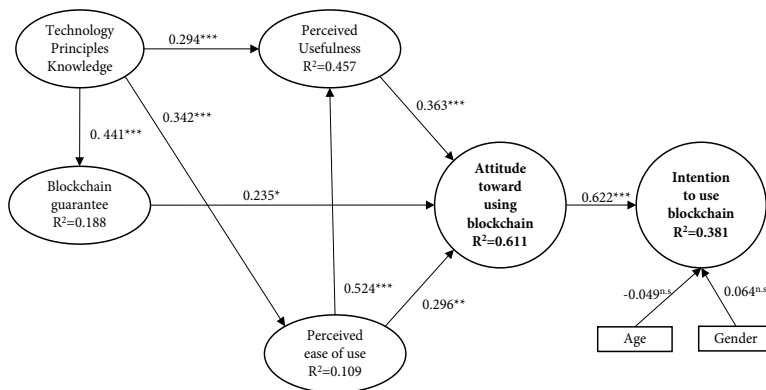 Technology
Principles
Knowledge
0.294***
Perceived
Usefulness
R²=0.457
0.342***
0.363***
0. 441***
Blockchain
guarantee
R²=0.188
0.235*
Attitude
toward
using
blockchain
R²=0.611
0.622***
Intention
to use
blockchain
R²=0.381
0.524***
0.296**
Perceived
ease of use
R²=0.109
-0.049n.s
0.064n.s
Age
Gender